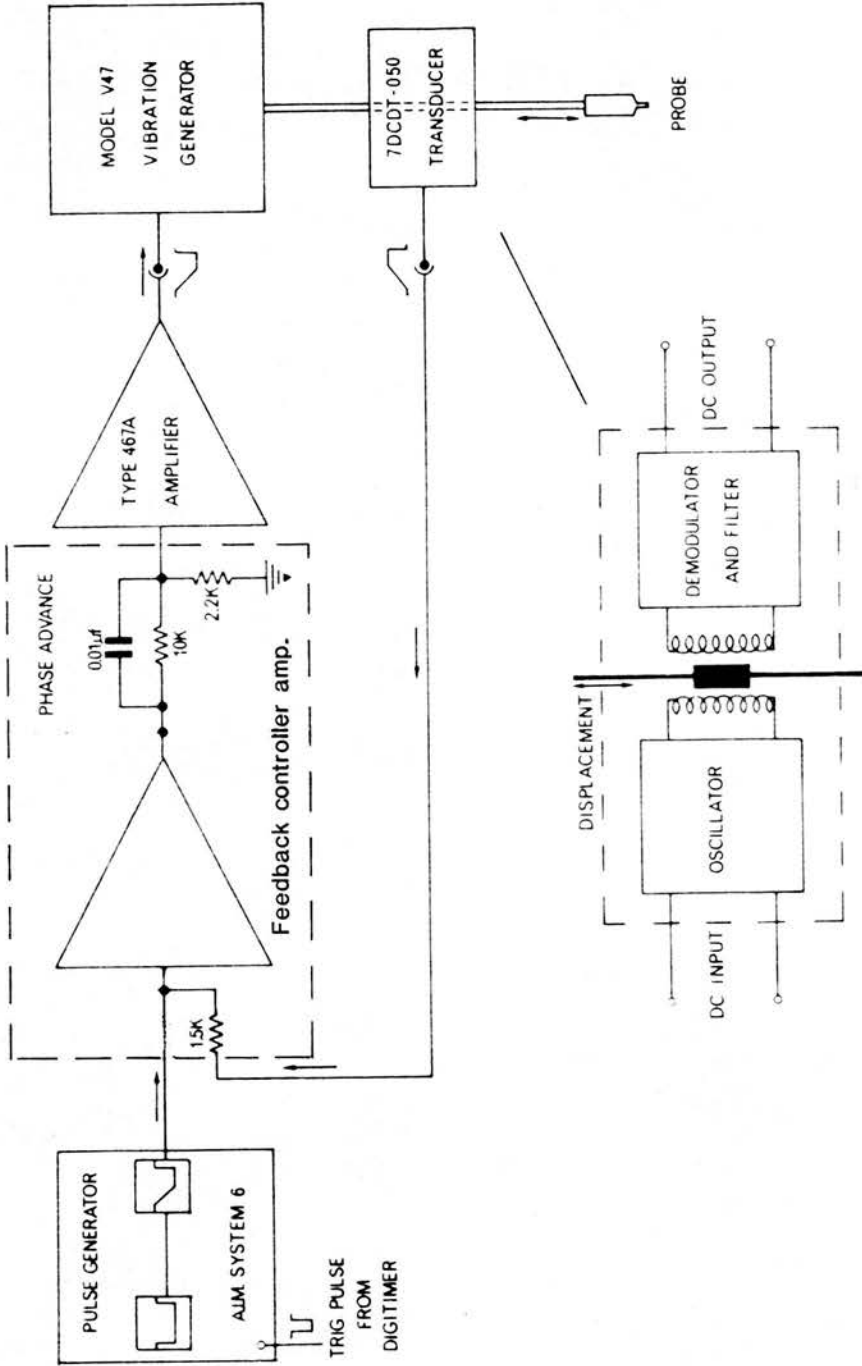 PULSE GENERATOR
A.I.M. SYSTEM 6
TRIG PULSE
FROM
DIGITIMER
1.5K
Feedback controller amp.
PHASE ADVANCE
0.01μf
10K
2.2K
TYPE 467A
AMPLIFIER
MODEL V47
VIBRATION
GENERATOR
7DCDT-050
TRANSDUCER
PROBE
DISPLACEMENT
DC INPUT
OSCILLATOR
DEMODULATOR
AND FILTER
DC OUTPUT